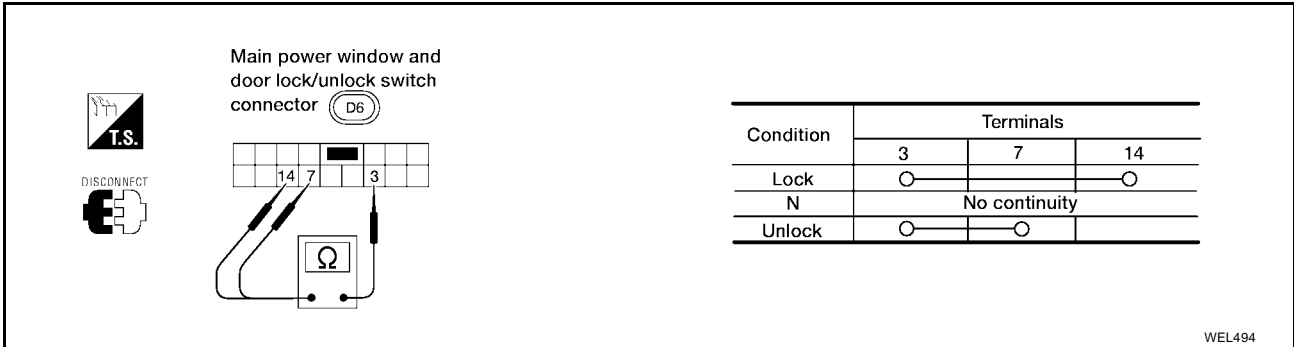 Main power window and
door lock/unlock switch
connector D6
T.S.
DISCONNECT
14 7 3
Ω
Condition Terminals
3 7 14
Lock
N No continuity
Unlock
WEL494